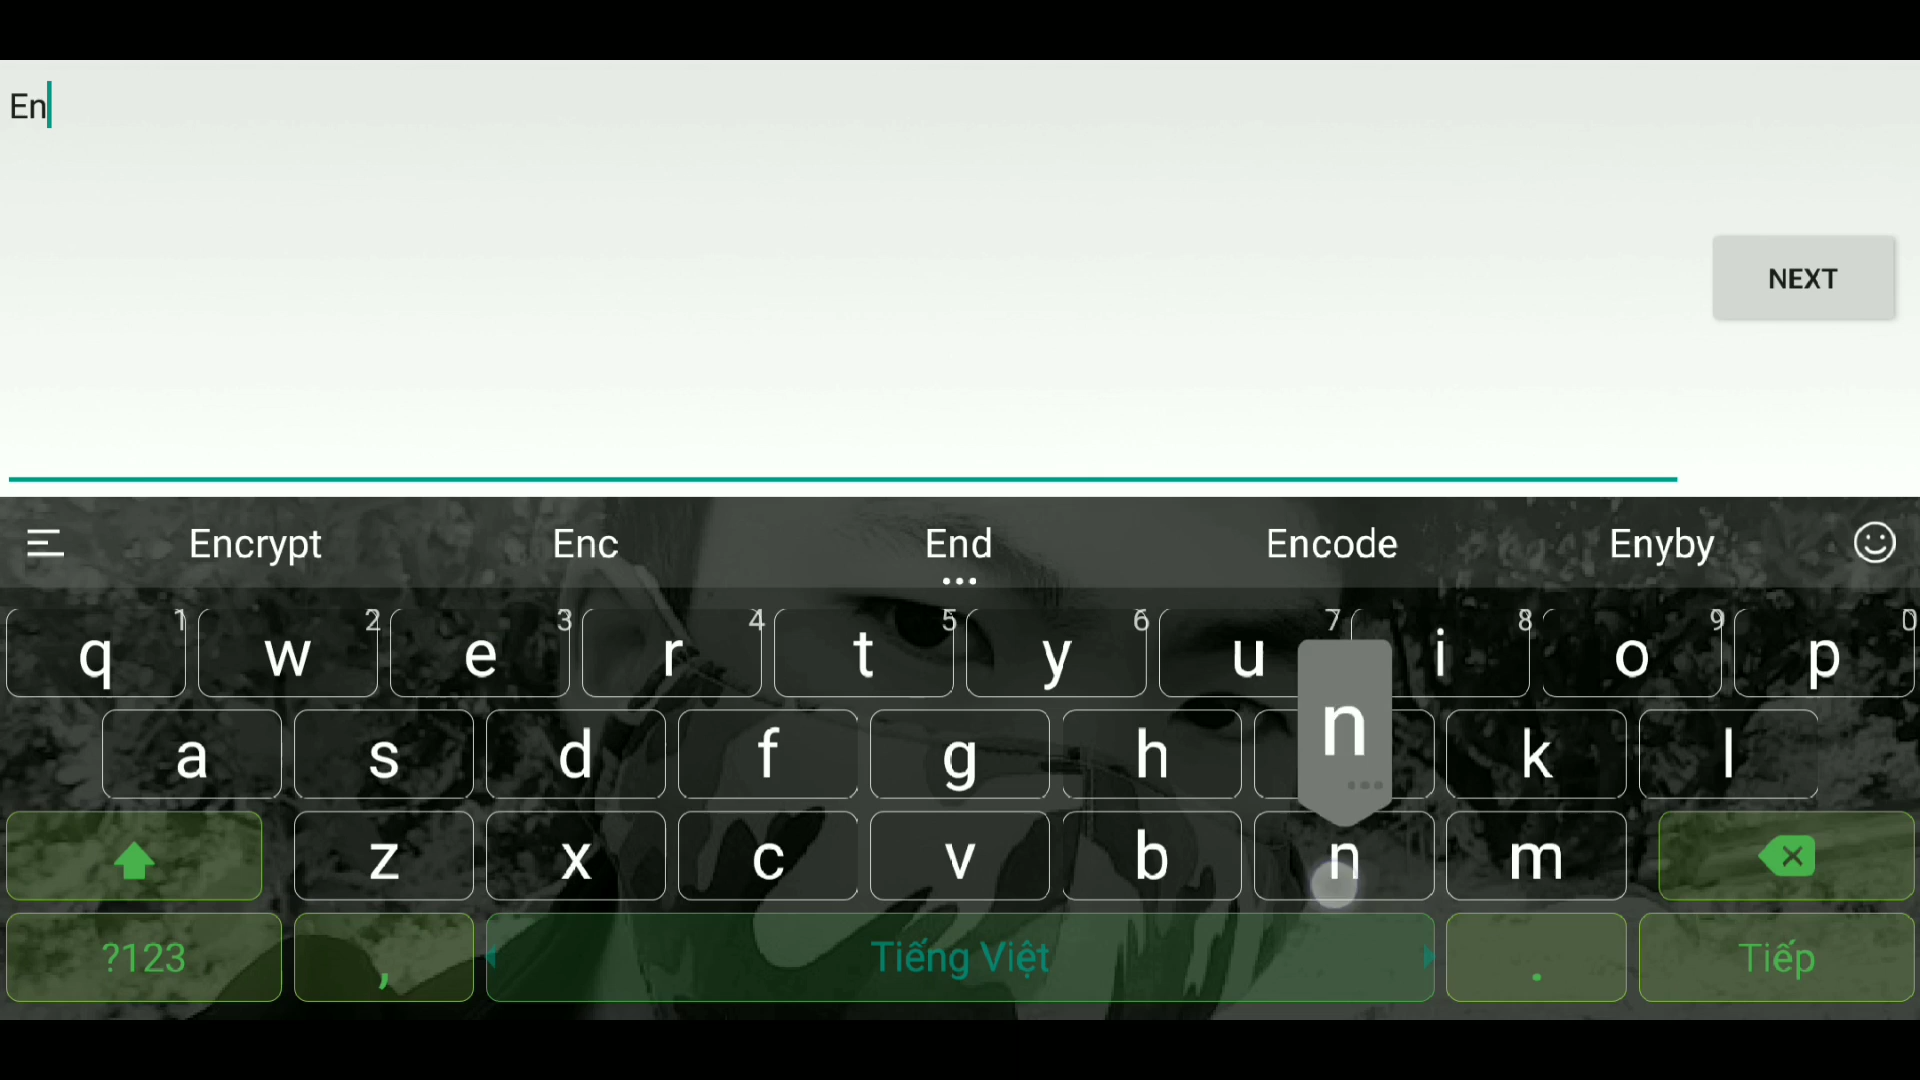 En
NEXT
Encrypt Enc End Encode Enyby
1 2 3 4 5 6 7 8 9 0
q w e r t y u i o p
n
a s d f g h k l
z x c v b n m
?123 , Tiếng Việt . Tiếp